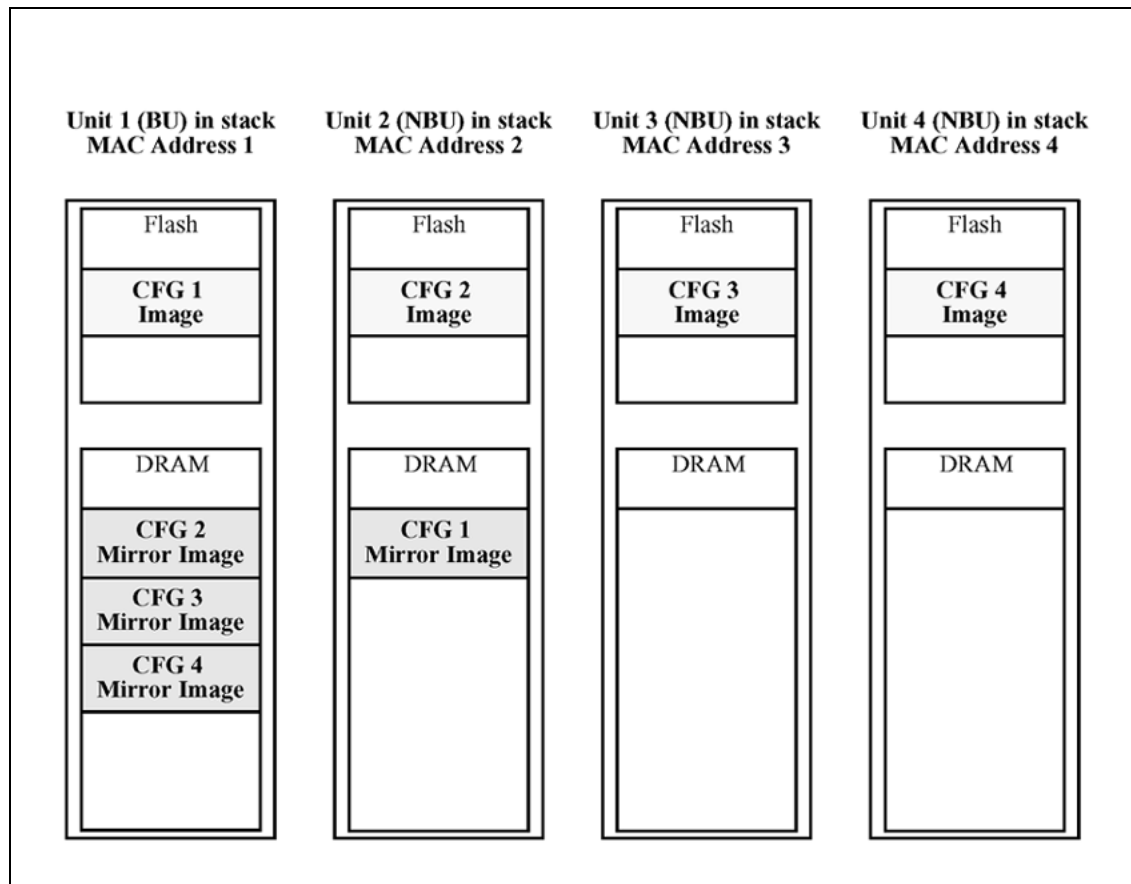 Unit 1 (BU) in stack
MAC Address 1
Unit 2 (NBU) in stack
MAC Address 2
Unit 3 (NBU) in stack
MAC Address 3
Unit 4 (NBU) in stack
MAC Address 4
Flash
CFG 1
Image
Flash
CFG 2
Image
Flash
CFG 3
Image
Flash
CFG 4
Image
DRAM
CFG 2
Mirror Image
CFG 3
Mirror Image
CFG 4
Mirror Image
DRAM
CFG 1
Mirror Image
DRAM
DRAM